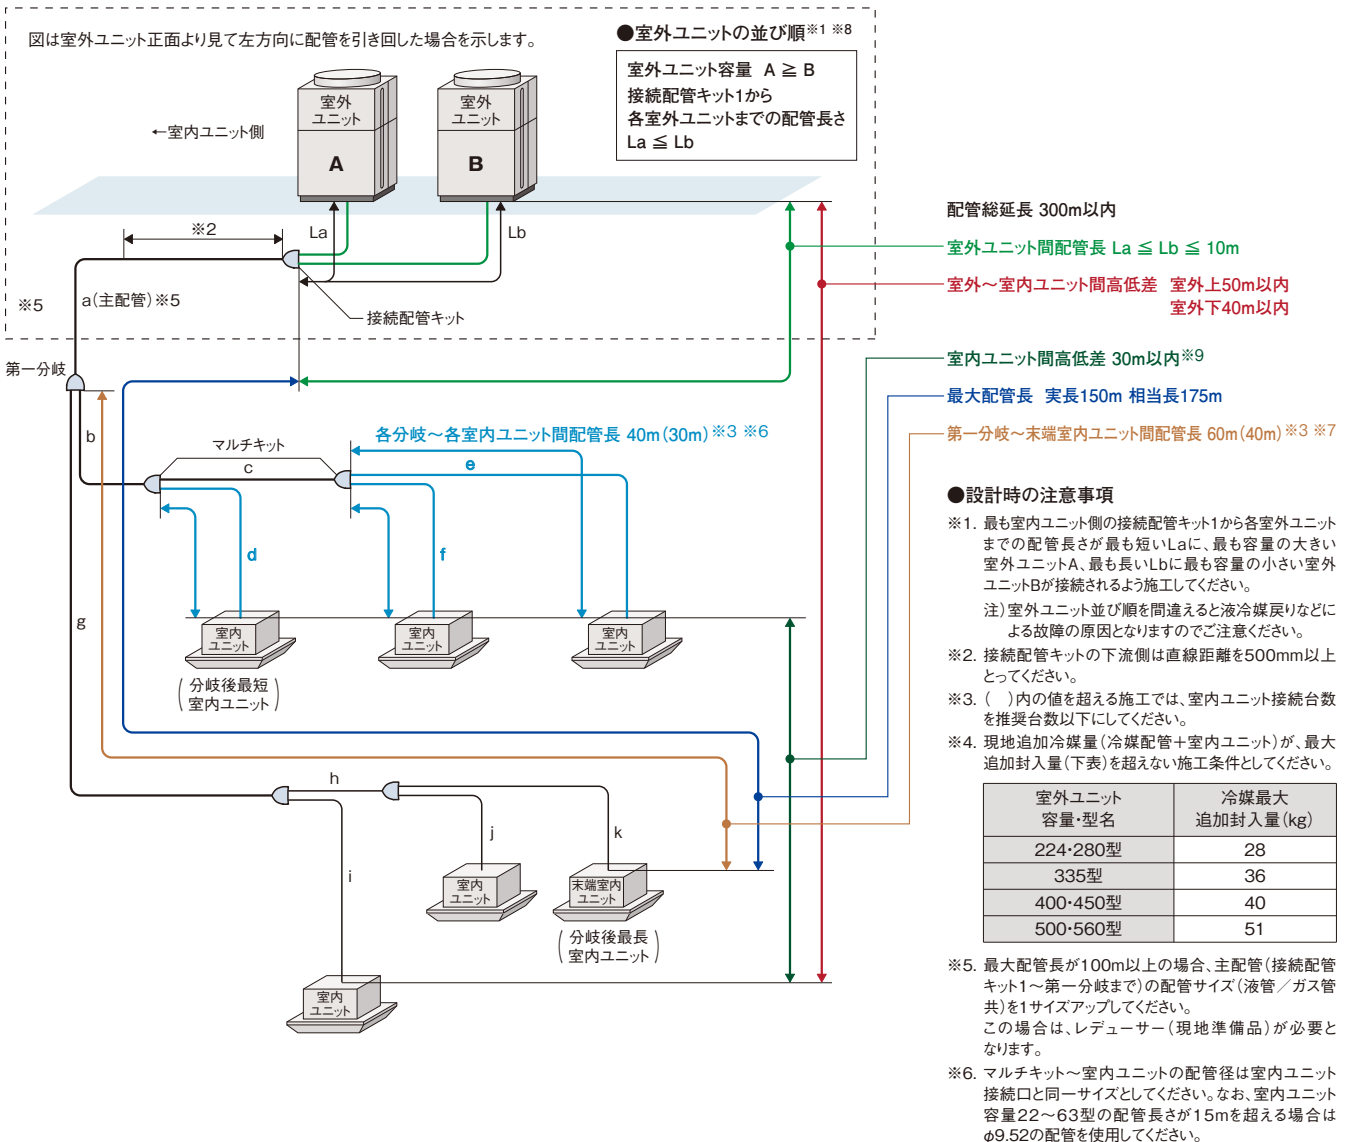 図は室外ユニット正面より見て左方向に配管を引き回した場合を示します。
●室外ユニットの並び順※1 ※8
室外ユニット容量 A ≧ B
接続配管キット1から
各室外ユニットまでの配管長さ
La ≦ Lb
室外
ユニット
A
室外
ユニット
B
←室内ユニット側
※2
La
Lb
※5
a(主配管)※5
接続配管キット
第一分岐
配管総延長 300m以内
室外ユニット間配管長 La ≦ Lb ≦ 10m
室外〜室内ユニット間高低差 室外上50m以内
室外下40m以内
室内ユニット間高低差 30m以内※9
最大配管長 実長150m 相当長175m
第一分岐〜末端室内ユニット間配管長 60m(40m)※3 ※7
b
マルチキット
c
各分岐〜各室内ユニット間配管長 40m(30m)※3 ※6
e
d
f
g
室内
ユニット
室内
ユニット
室内
ユニット
(分岐後最短
室内ユニット)
h
i
j
k
室内
ユニット
末端室内
ユニット
(分岐後最長
室内ユニット)
室内
ユニット
●設計時の注意事項
※1. 最も室内ユニット側の接続配管キット1から各室外ユニット
までの配管長さが最も短いLaに、最も容量の大きい
室外ユニットA、最も長いLbに最も容量の小さい室外
ユニットBが接続されるよう施工してください。
注)室外ユニット並び順を間違えると液冷媒戻りなどに
よる故障の原因となりますのでご注意ください。
※2. 接続配管キットの下流側は直線距離を500mm以上
とってください。
※3. ( )内の値を超える施工では、室内ユニット接続台数
を推奨台数以下にしてください。
※4. 現地追加冷媒量(冷媒配管+室内ユニット)が、最大
追加封入量(下表)を超えない施工条件としてください。
室外ユニット
容量・型名
冷媒最大
追加封入量(kg)
224・280型 28
335型 36
400・450型 40
500・560型 51
※5. 最大配管長が100m以上の場合、主配管(接続配管
キット1〜第一分岐まで)の配管サイズ(液管/ガス管
共)を1サイズアップしてください。
この場合は、レデューサー(現地準備品)が必要と
なります。
※6. マルチキット〜室内ユニットの配管径は室内ユニット
接続口と同一サイズとしてください。なお、室内ユニット
容量22〜63型の配管長さが15mを超える場合は
φ9.52の配管を使用してください。